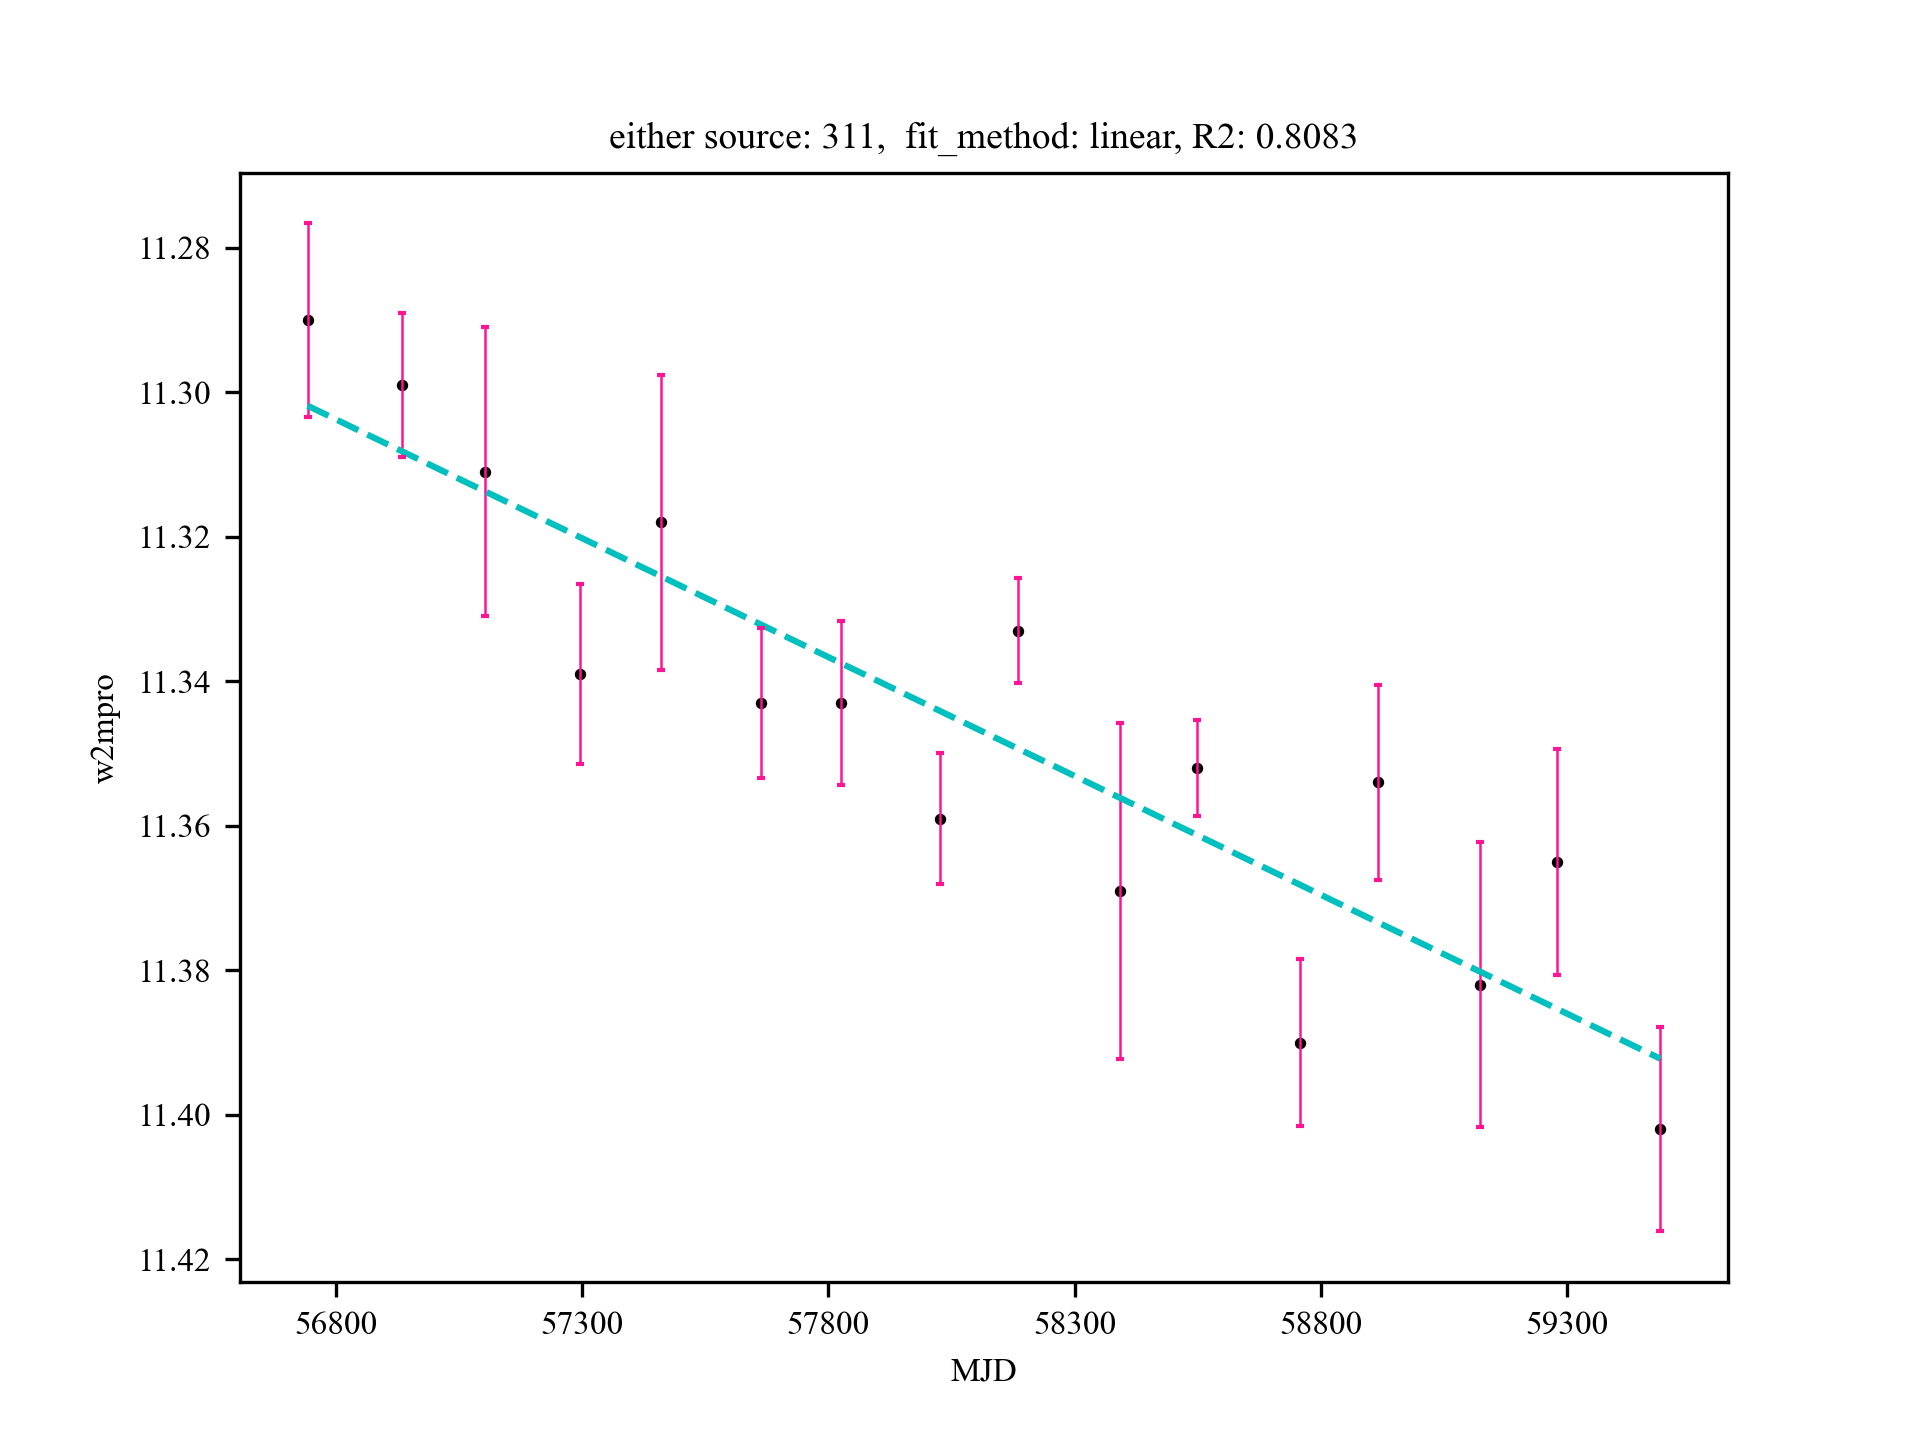 either source: 311,  fit_method: linear, R2: 0.8083
11.28
11.30
11.32
11.34
11.36
11.38
11.40
11.42
w2mpro
56800 57300 57800 58300 58800 59300
MJD